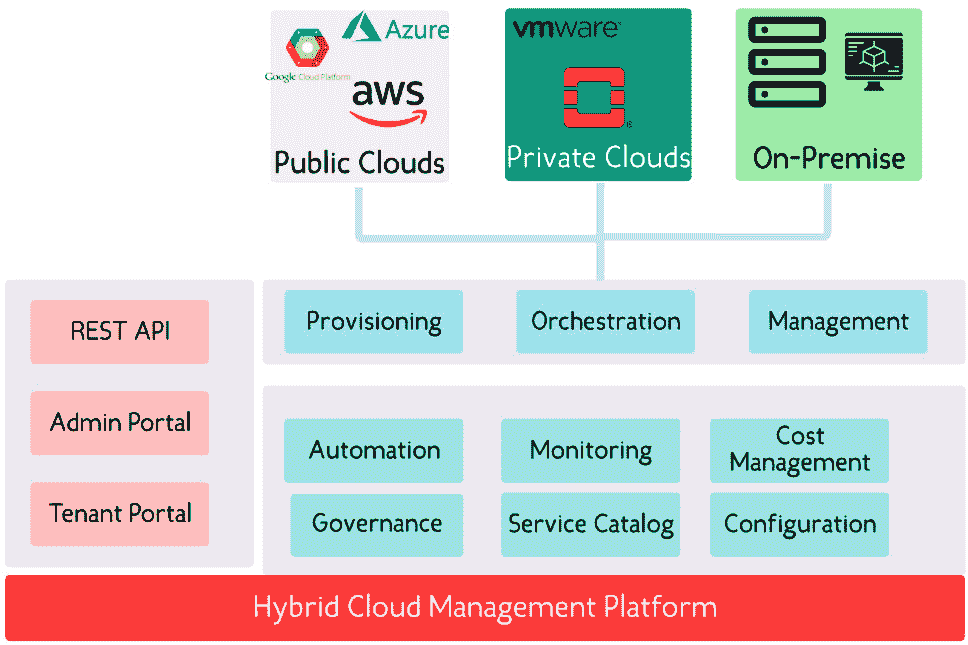 Azure
Google Cloud Platform
aws
Public Clouds
vmware
Private Clouds
On-Premise
REST API
Admin Portal
Tenant Portal
Provisioning
Orchestration
Management
Automation
Monitoring
Cost
Management
Governance
Service Catalog
Configuration
Hybrid Cloud Management Platform